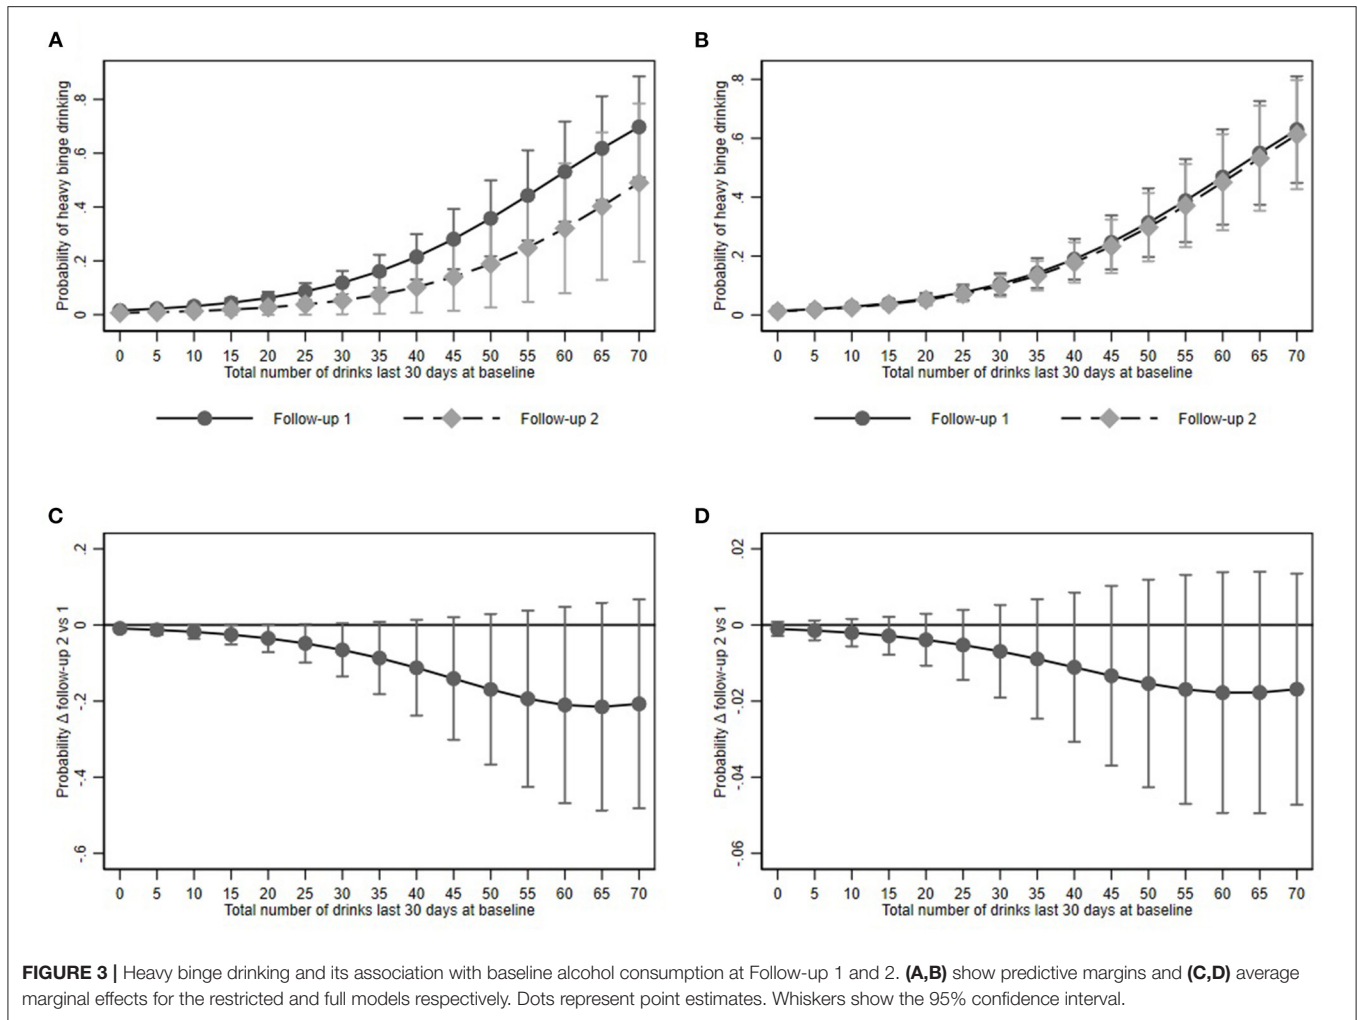 A
Probability of heavy binge drinking
.8
.6
.4
.2
0
0 5 10 15 20 25 30 35 40 45 50 55 60 65 70
Total number of drinks last 30 days at baseline
Follow-up 1 Follow-up 2
B
Probability of heavy binge drinking
.8
.6
.4
.2
0
0 5 10 15 20 25 30 35 40 45 50 55 60 65 70
Total number of drinks last 30 days at baseline
Follow-up 1 Follow-up 2
C
Probability Δ follow-up 2 vs 1
.2
0
-.2
-.4
-.6
0 5 10 15 20 25 30 35 40 45 50 55 60 65 70
Total number of drinks last 30 days at baseline
D
Probability Δ follow-up 2 vs 1
.02
0
-.02
-.04
-.06
0 5 10 15 20 25 30 35 40 45 50 55 60 65 70
Total number of drinks last 30 days at baseline
FIGURE 3 | Heavy binge drinking and its association with baseline alcohol consumption at Follow-up 1 and 2. (A,B) show predictive margins and (C,D) average
marginal effects for the restricted and full models respectively. Dots represent point estimates. Whiskers show the 95% confidence interval.